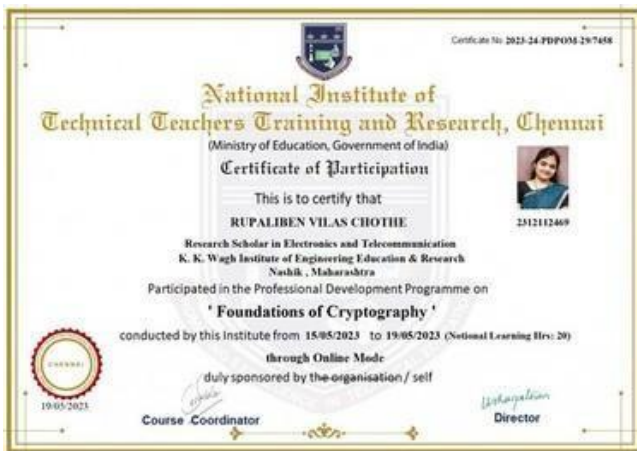 Certificate No. 2023-24-PDPOM-29/7458
National Institute of
Technical Teachers Training and Research, Chennai
(Ministry of Education, Government of India)
Certificate of Participation
This is to certify that
RUPALIBEN VILAS CHOTHE
2312112469
Research Scholar in Electronics and Telecommunication
K. K. Wagh Institute of Engineering Education & Research
Nashik , Maharashtra
Participated in the Professional Development Programme on
' Foundations of Cryptography '
conducted by this Institute from 15/05/2023 to 19/05/2023 (Notional Learning Hrs: 20)
through Online Mode
duly sponsored by the organisation / self
CHENNAI
19/05/2023
Course Coordinator
Director